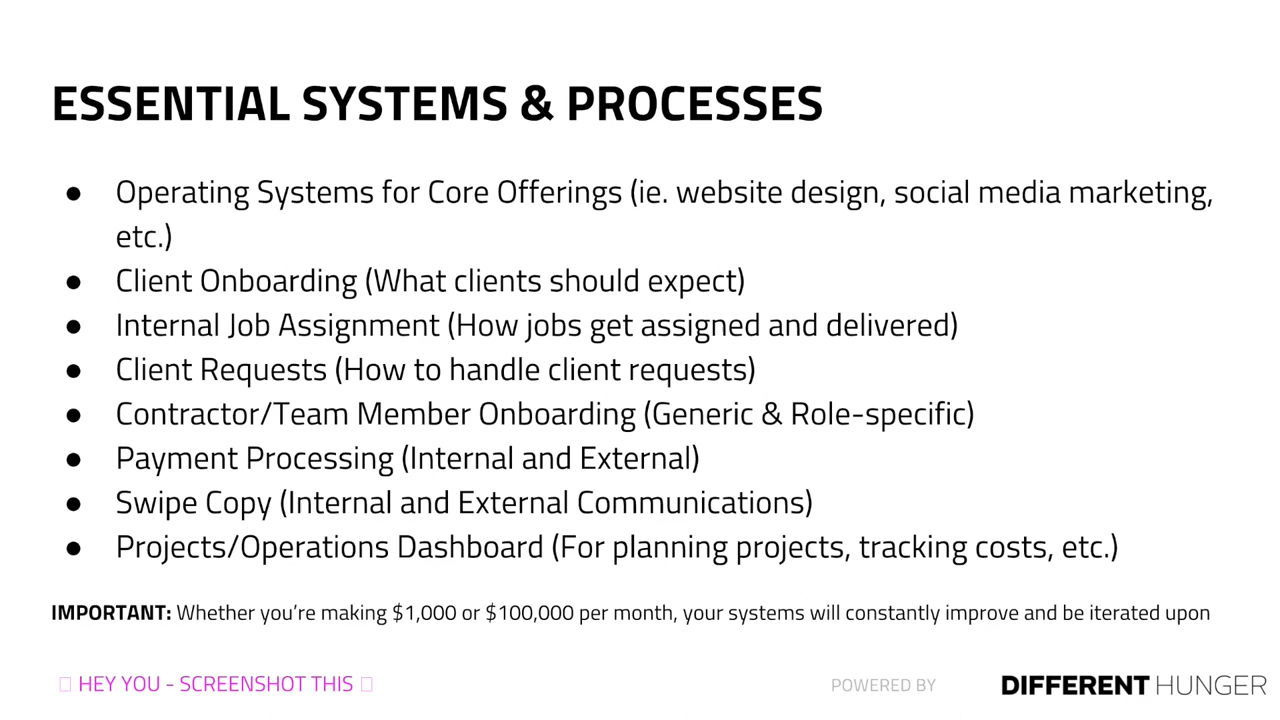 ESSENTIAL SYSTEMS & PROCESSES
● Operating Systems for Core Offerings (ie. website design, social media marketing,
etc.)
● Client Onboarding (What clients should expect)
● Internal Job Assignment (How jobs get assigned and delivered)
● Client Requests (How to handle client requests)
● Contractor/Team Member Onboarding (Generic & Role-specific)
● Payment Processing (Internal and External)
● Swipe Copy (Internal and External Communications)
● Projects/Operations Dashboard (For planning projects, tracking costs, etc.)
IMPORTANT: Whether you’re making $1,000 or $100,000 per month, your systems will constantly improve and be iterated upon
HEY YOU - SCREENSHOT THIS
POWERED BY DIFFERENT HUNGER